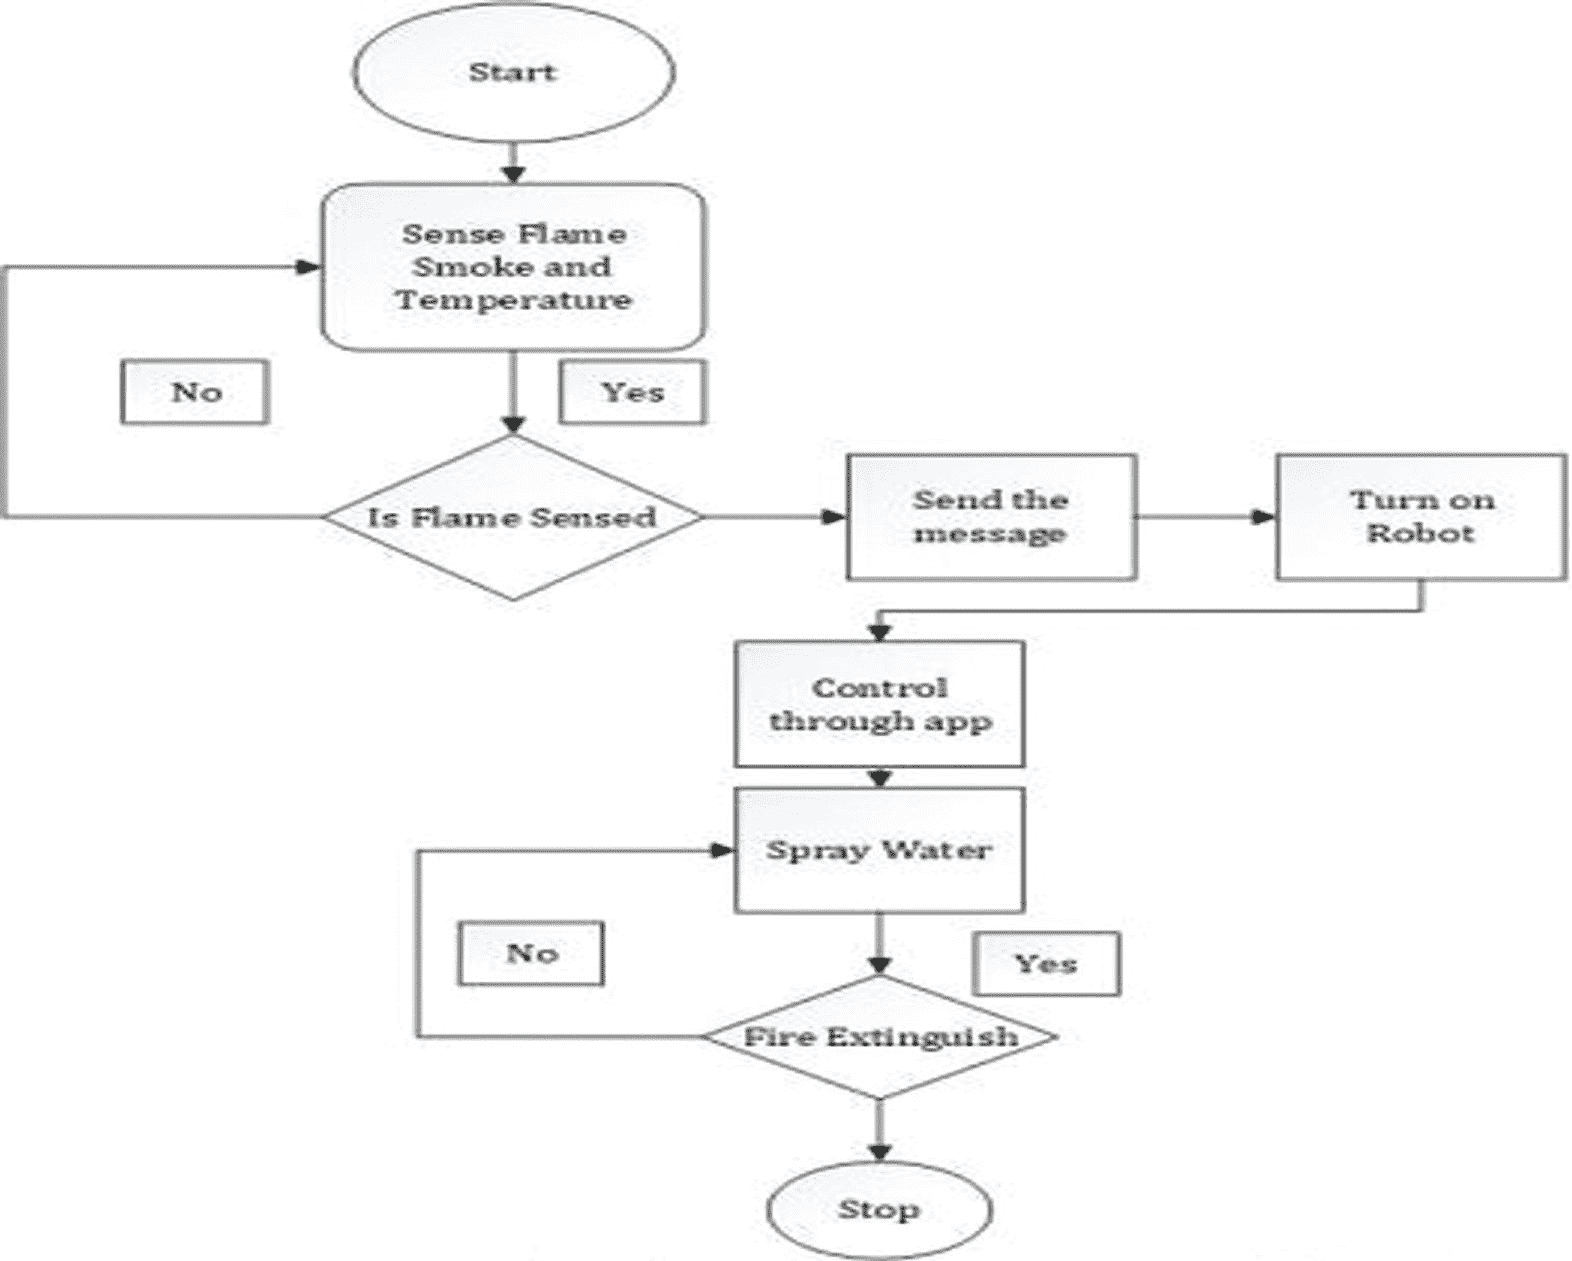 Start
Sense Flame
Smoke and
Temperature
No
Yes
Is Flame Sensed
Send the
message
Turn on
Robot
Control
through app
Spray Water
No
Yes
Fire Extinguish
Stop